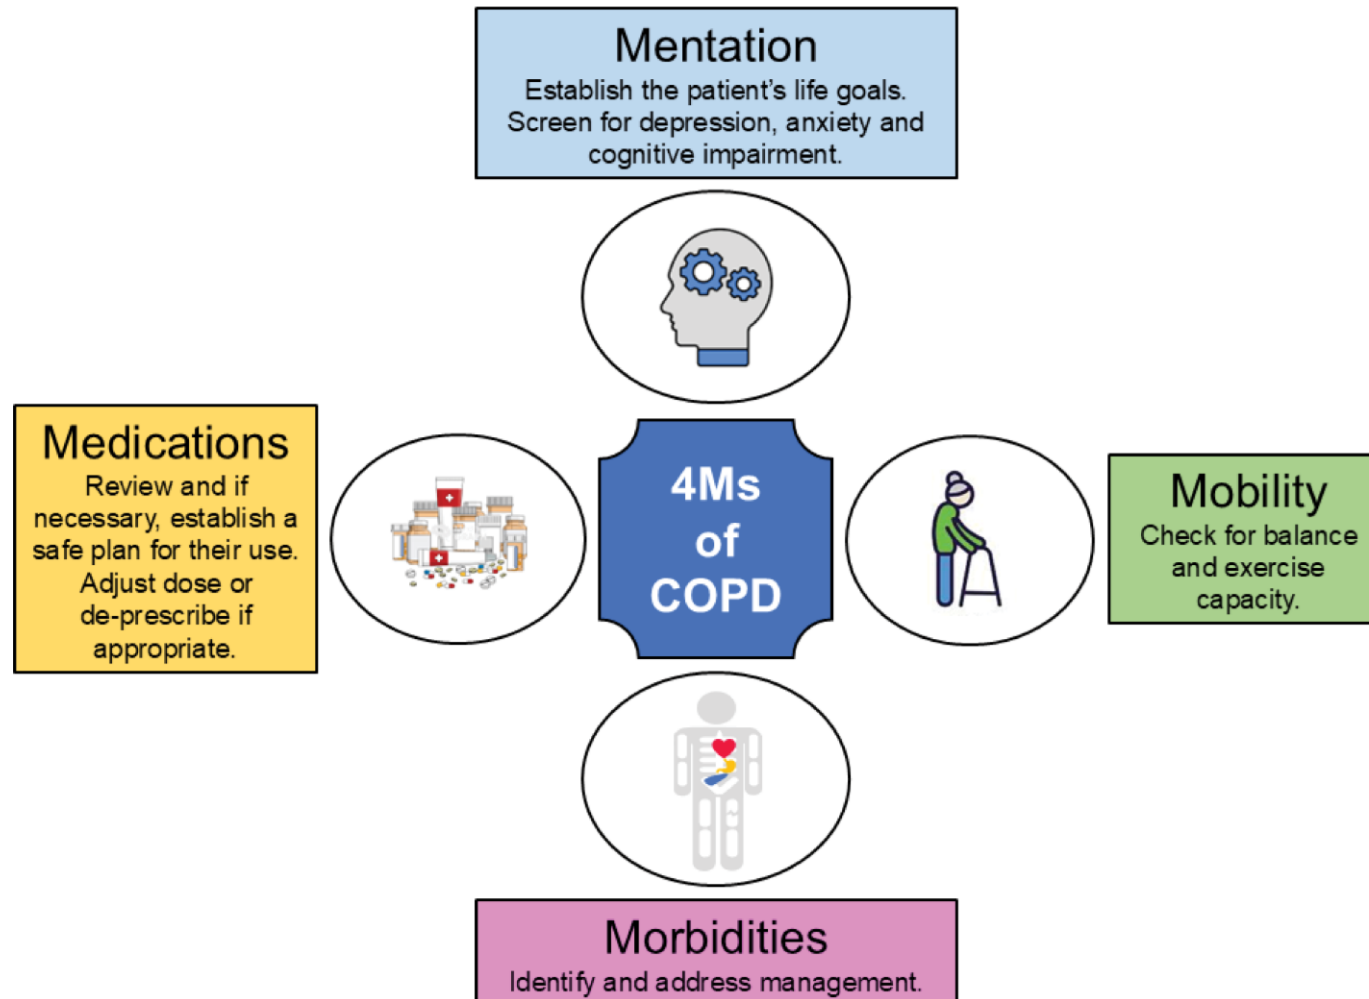 Mentation
Establish the patient’s life goals.
Screen for depression, anxiety and
cognitive impairment.
Medications
Review and if
necessary, establish a
safe plan for their use.
Adjust dose or
de-prescribe if
appropriate.
4Ms
of
COPD
Mobility
Check for balance
and exercise
capacity.
Morbidities
Identify and address management.